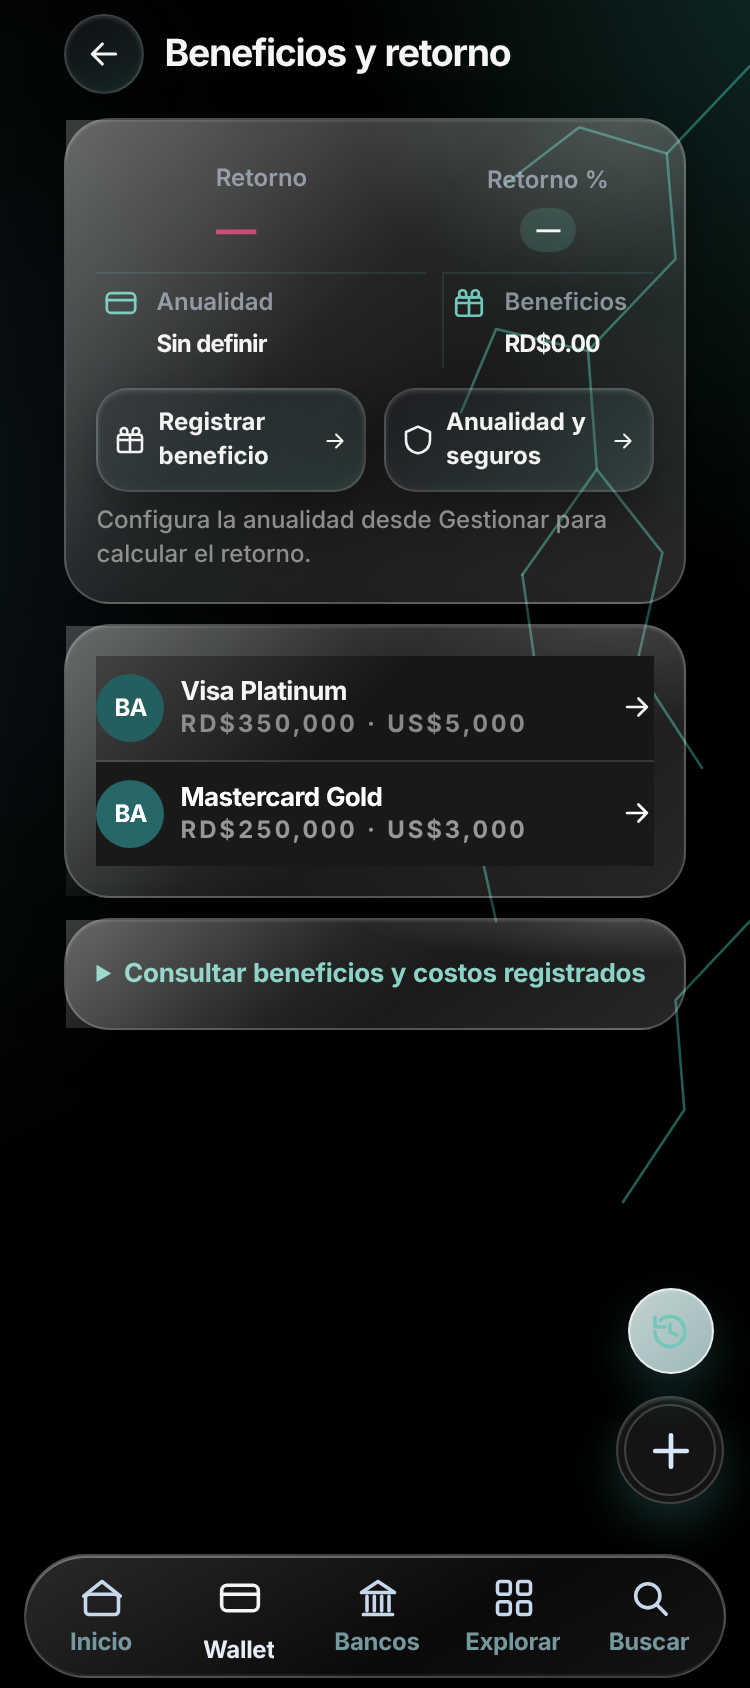 Beneficios y retorno
Retorno
Retorno %
—
—
Anualidad
Beneficios
Sin definir
RD$0.00
Registrar
beneficio
Anualidad y
seguros
Configura la anualidad desde Gestionar para
calcular el retorno.
BA
Visa Platinum
RD$350,000 · US$5,000
BA
Mastercard Gold
RD$250,000 · US$3,000
Consultar beneficios y costos registrados
Inicio
Wallet
Bancos
Explorar
Buscar